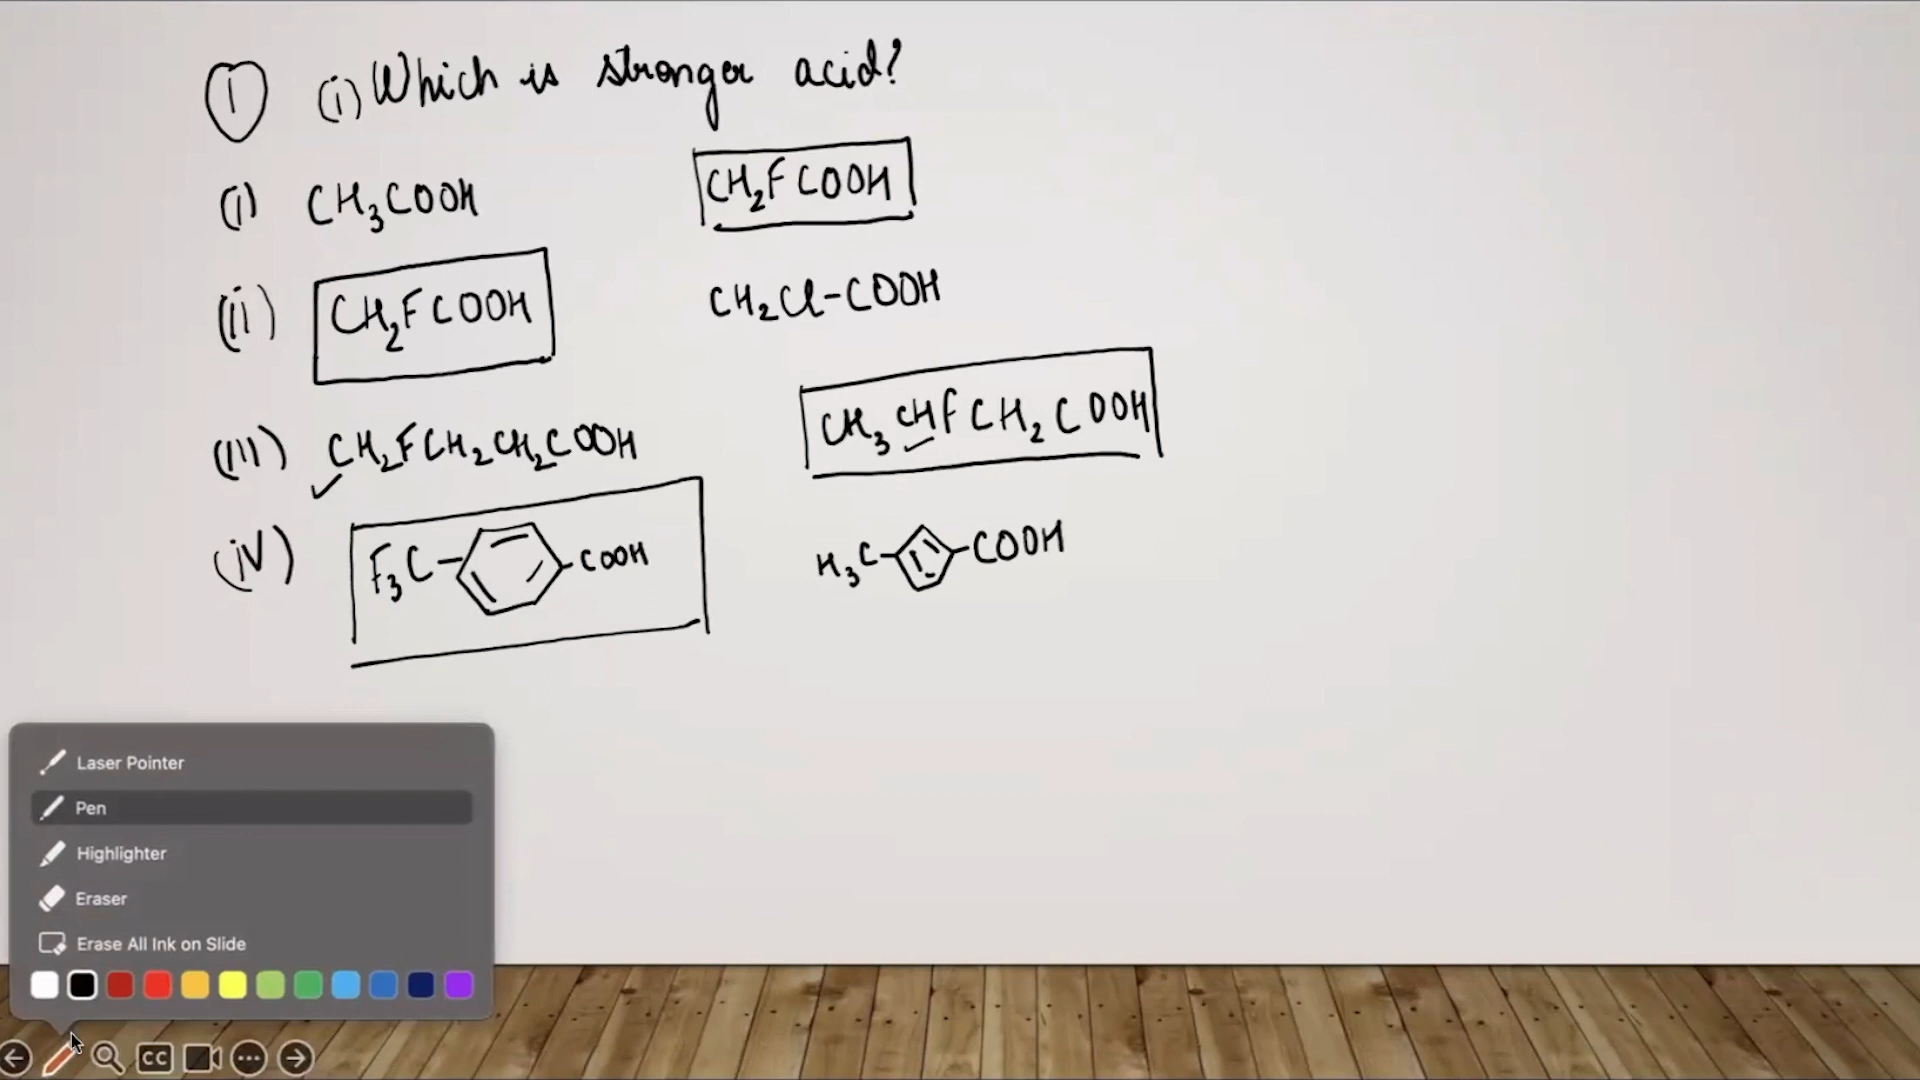 1 (i) Which is stronger acid?
(i) CH₃COOH CH₂FCOOH
(ii) CH₂FCOOH CH₂Cl-COOH
(iii) CH₂FCH₂CH₂COOH CH₃CHFCH₂COOH
(iv) F₃C- -COOH H₃C- -COOH
Laser Pointer
Pen
Highlighter
Eraser
Erase All Ink on Slide
CC